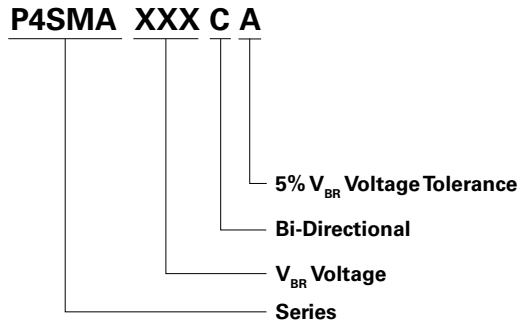 P4SMA XXX C A
5% VBR Voltage Tolerance
Bi-Directional
VBR Voltage
Series